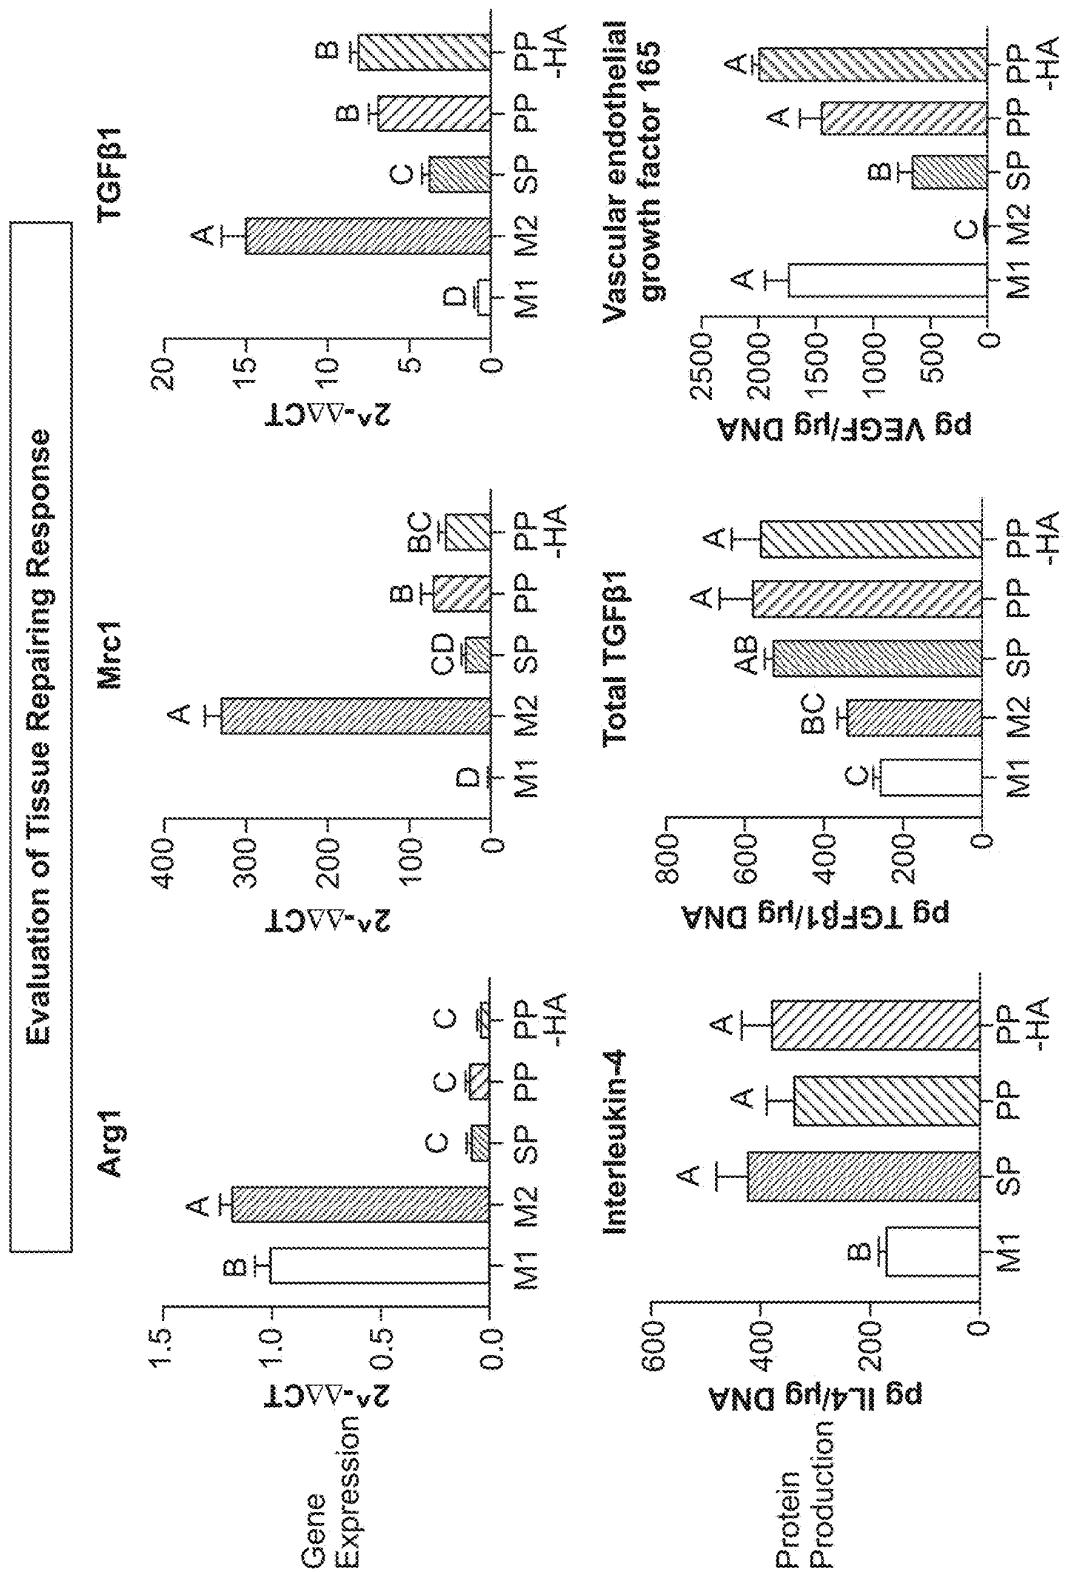 Evaluation of Tissue Repairing Response
Gene
Expression
Arg1
2^-ΔΔCT
1.5
1.0
0.5
0.0
B
A
C
C
C
M1
M2
SP
PP
PP
-HA
Mrc1
2^-ΔΔCT
400
300
200
100
0
D
A
CD
B
BC
M1
M2
SP
PP
PP
-HA
TGFβ1
2^-ΔΔCT
20
15
10
5
0
D
A
C
B
B
M1
M2
SP
PP
PP
-HA
Protein
Production
Interleukin-4
pg IL4/µg DNA
600
400
200
0
B
A
A
A
M1
SP
PP
PP
-HA
Total TGFβ1
pg TGFβ1/µg DNA
800
600
400
200
0
C
BC
AB
A
A
M1
M2
SP
PP
PP
-HA
Vascular endothelial
growth factor 165
pg VEGF/µg DNA
2500
2000
1500
1000
500
0
A
C
B
A
A
M1
M2
SP
PP
PP
-HA